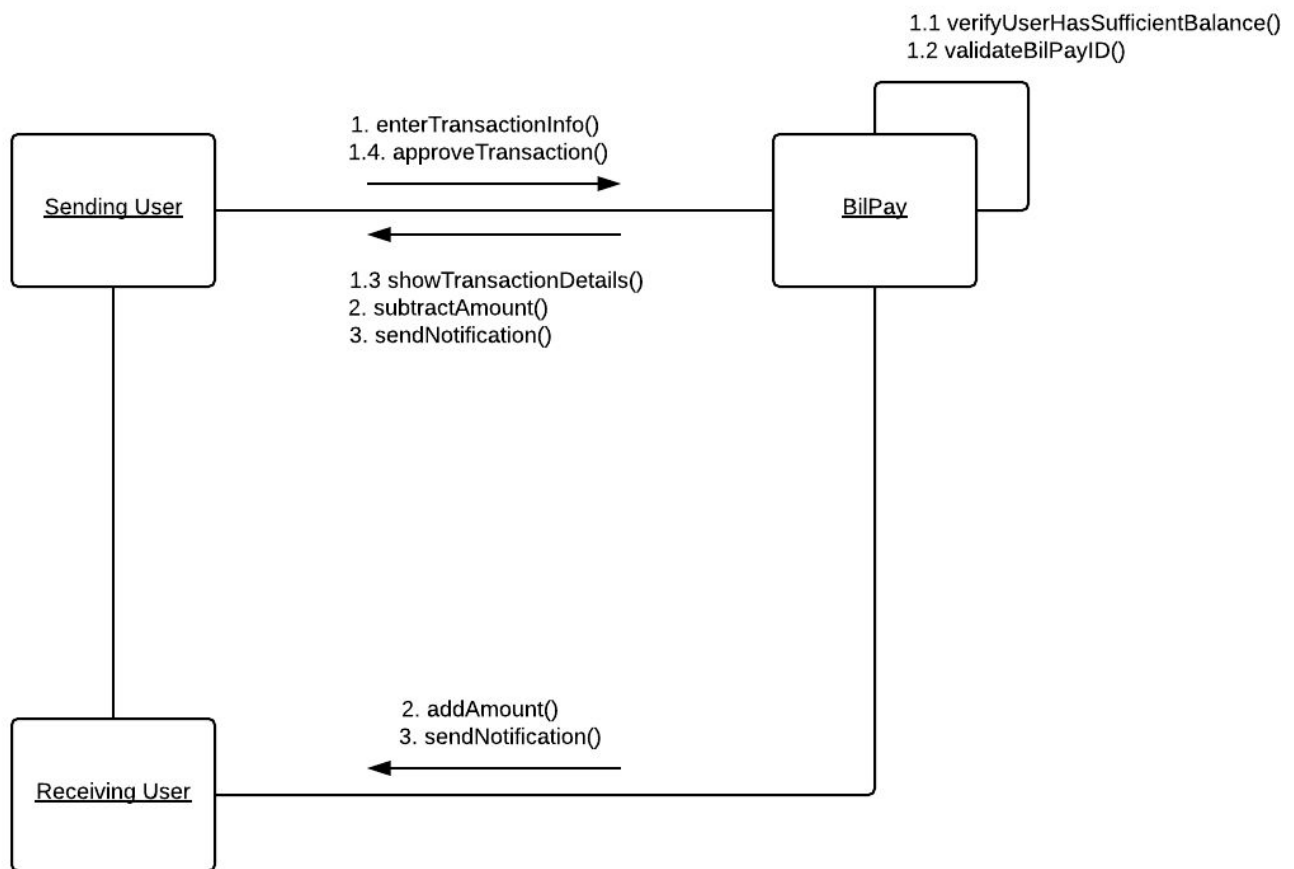 1.1 verifyUserHasSufficientBalance()
1.2 validateBilPayID()
1. enterTransactionInfo()
1.4. approveTransaction()
Sending User
BilPay
1.3 showTransactionDetails()
2. subtractAmount()
3. sendNotification()
2. addAmount()
3. sendNotification()
Receiving User